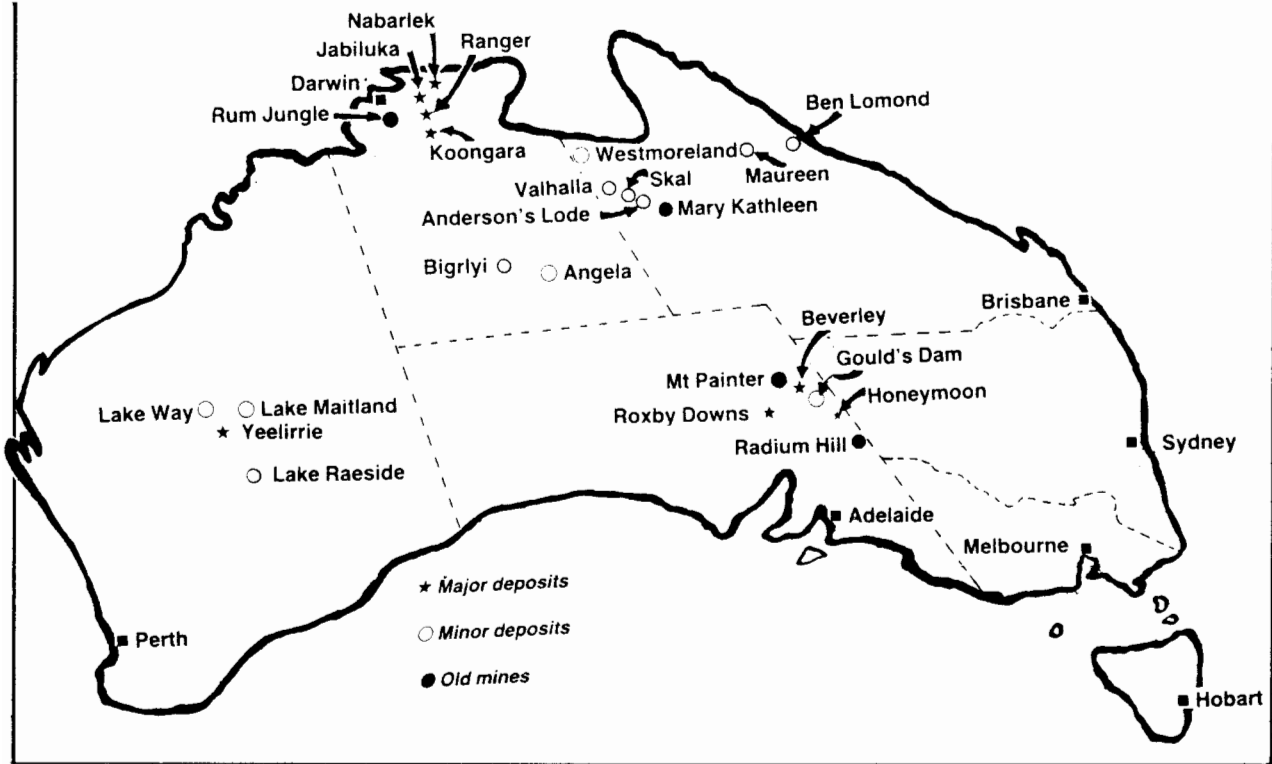 Nabarlek
Jabiluka
Ranger
Darwin
Rum Jungle
Koongara
Ben Lomond
Westmoreland
Maureen
Valhalla
Skal
Anderson's Lode
Mary Kathleen
Bigrlyi
Angela
Brisbane
Beverley
Gould's Dam
Mt Painter
Honeymoon
Roxby Downs
Lake Way
Lake Maitland
Yeelirrie
Radium Hill
Sydney
Lake Raeside
Adelaide
Melbourne
Major deposits
Minor deposits
Perth
Old mines
Hobart